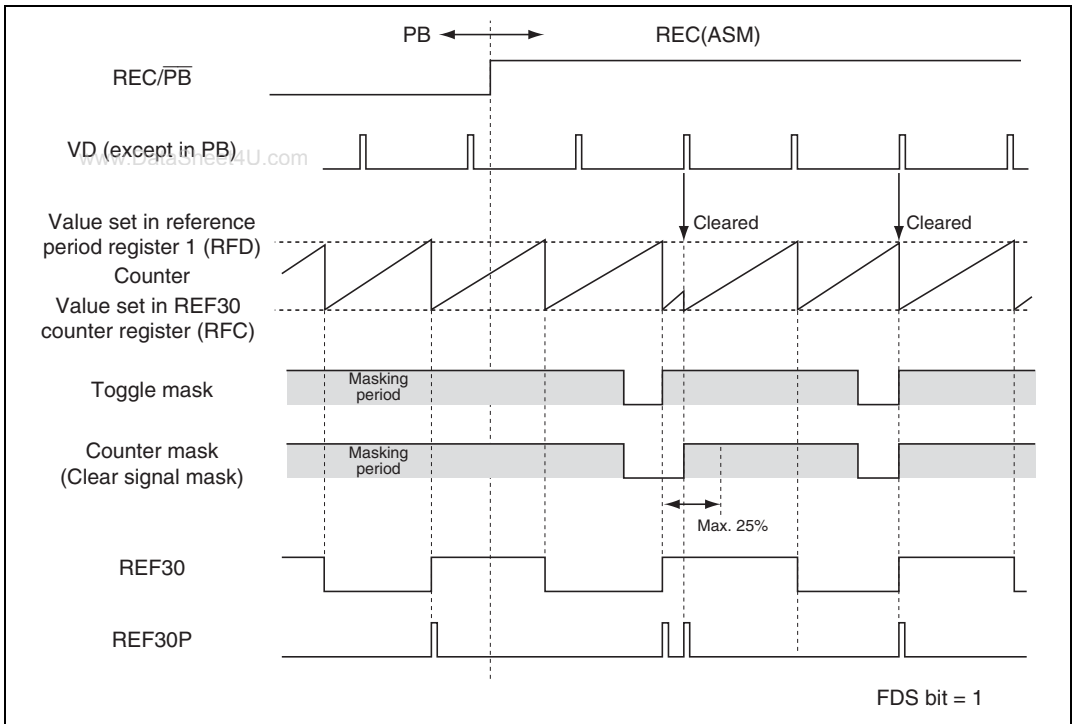 PB
REC(ASM)
REC/P̅B̅
VD (except in PB)
www.DataSheet4U.com
Value set in reference
period register 1 (RFD)
Cleared
Cleared
Counter
Value set in REF30
counter register (RFC)
Toggle mask
Masking
period
Counter mask
(Clear signal mask)
Masking
period
Max. 25%
REF30
REF30P
FDS bit = 1